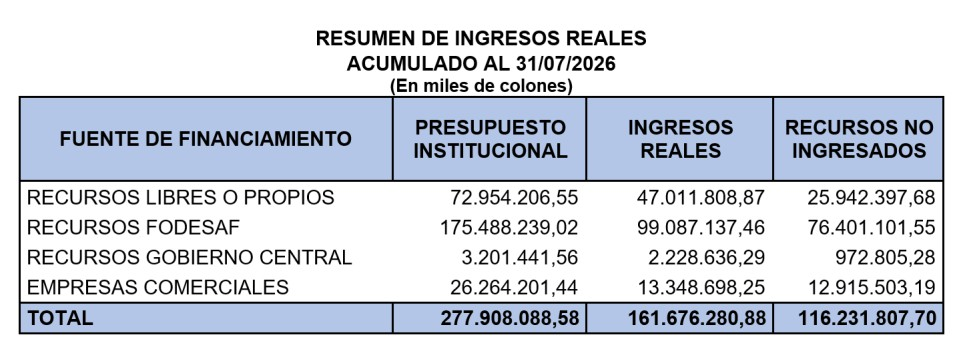 RESUMEN DE INGRESOS REALES
ACUMULADO AL 31/07/2026
(En miles de colones)
FUENTE DE FINANCIAMIENTO PRESUPUESTO INSTITUCIONAL INGRESOS REALES RECURSOS NO INGRESADOS
RECURSOS LIBRES O PROPIOS 72.954.206,55 47.011.808,87 25.942.397,68
RECURSOS FODESAF 175.488.239,02 99.087.137,46 76.401.101,55
RECURSOS GOBIERNO CENTRAL 3.201.441,56 2.228.636,29 972.805,28
EMPRESAS COMERCIALES 26.264.201,44 13.348.698,25 12.915.503,19
TOTAL 277.908.088,58 161.676.280,88 116.231.807,70